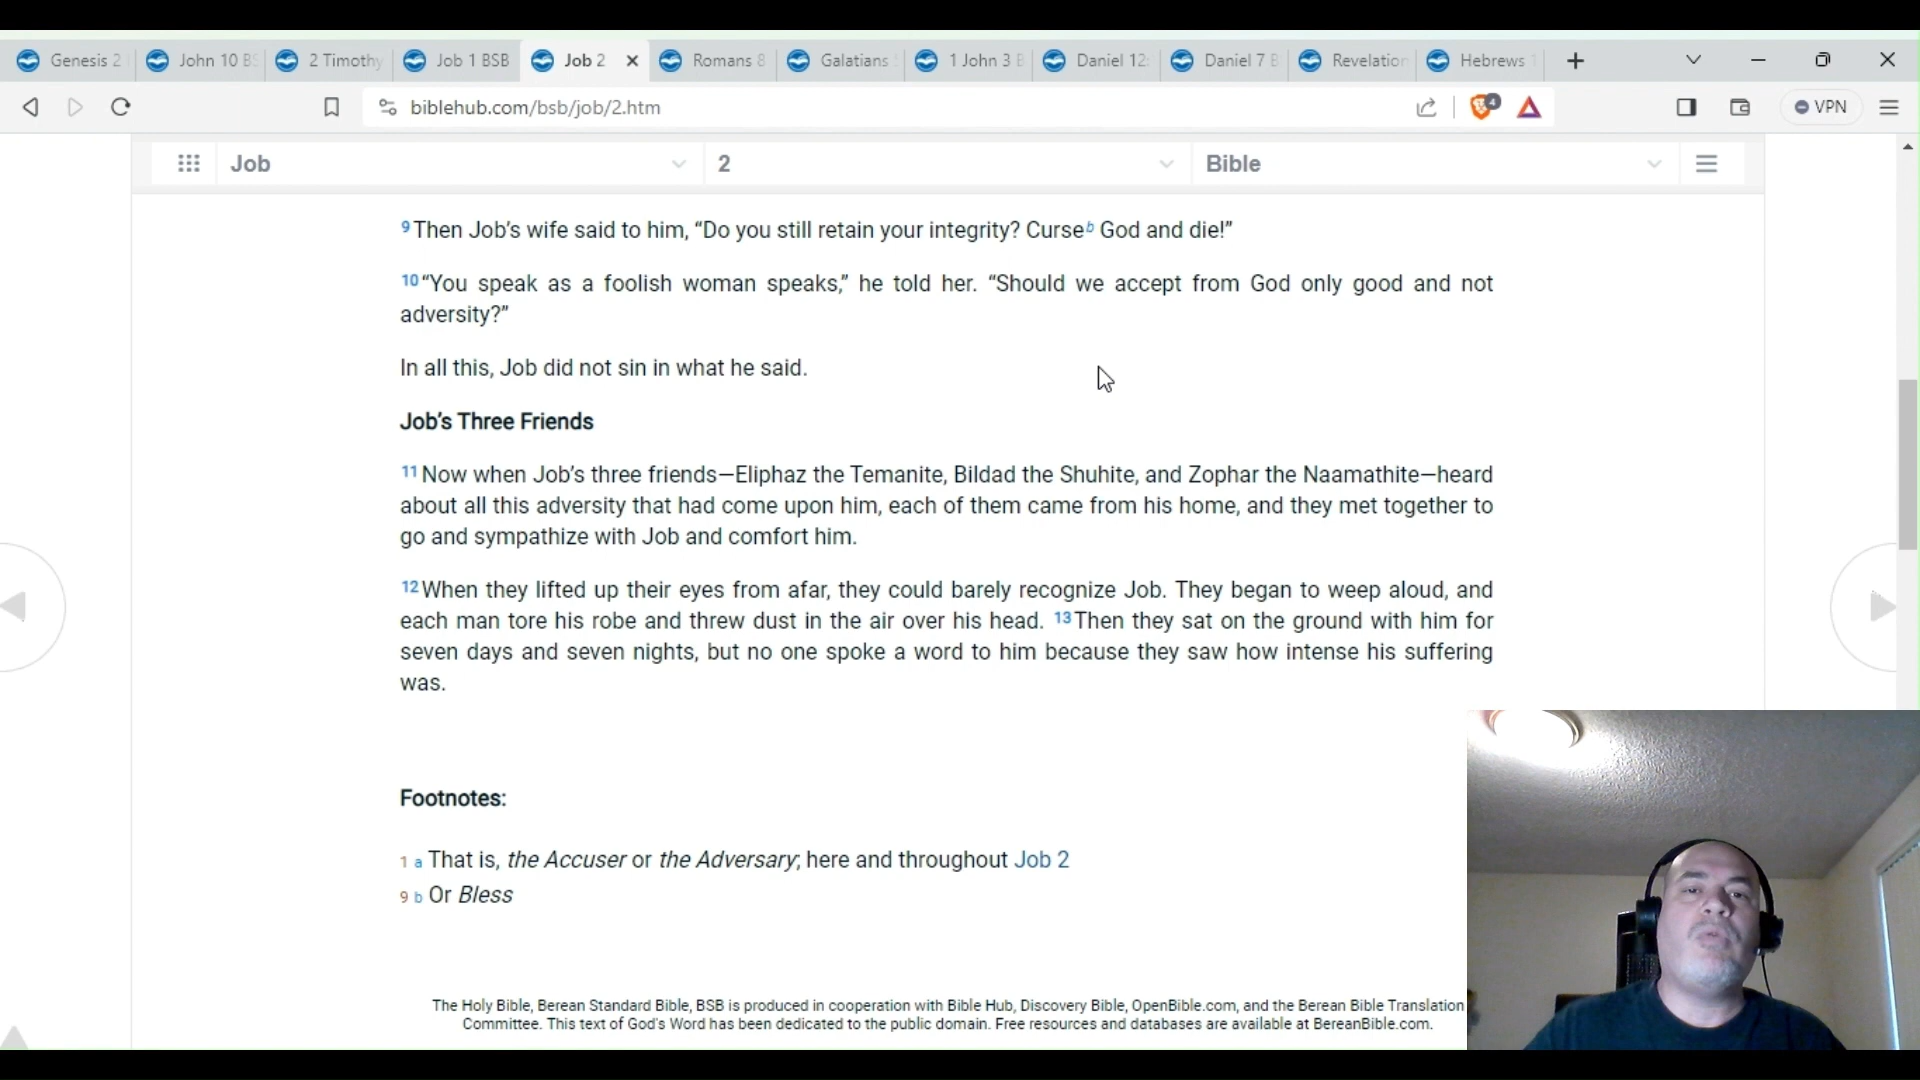 Genesis 2
John 10 BS
2 Timothy
Job 1 BSB
Job 2
Romans 8
Galatians 5
1 John 3 B
Daniel 12:
Daniel 7 B
Revelation
Hebrews 1
biblehub.com/bsb/job/2.htm
4
VPN
Job
2
Bible
9 Then Job’s wife said to him, “Do you still retain your integrity? Curse b God and die!”
10 “You speak as a foolish woman speaks,” he told her. “Should we accept from God only good and not
adversity?”
In all this, Job did not sin in what he said.
Job’s Three Friends
11 Now when Job’s three friends—Eliphaz the Temanite, Bildad the Shuhite, and Zophar the Naamathite—heard
about all this adversity that had come upon him, each of them came from his home, and they met together to
go and sympathize with Job and comfort him.
12 When they lifted up their eyes from afar, they could barely recognize Job. They began to weep aloud, and
each man tore his robe and threw dust in the air over his head. 13 Then they sat on the ground with him for
seven days and seven nights, but no one spoke a word to him because they saw how intense his suffering
was.
Footnotes:
1 a That is, the Accuser or the Adversary; here and throughout Job 2
9 b Or Bless
The Holy Bible, Berean Standard Bible, BSB is produced in cooperation with Bible Hub, Discovery Bible, OpenBible.com, and the Berean Bible Translation
Committee. This text of God's Word has been dedicated to the public domain. Free resources and databases are available at BereanBible.com.